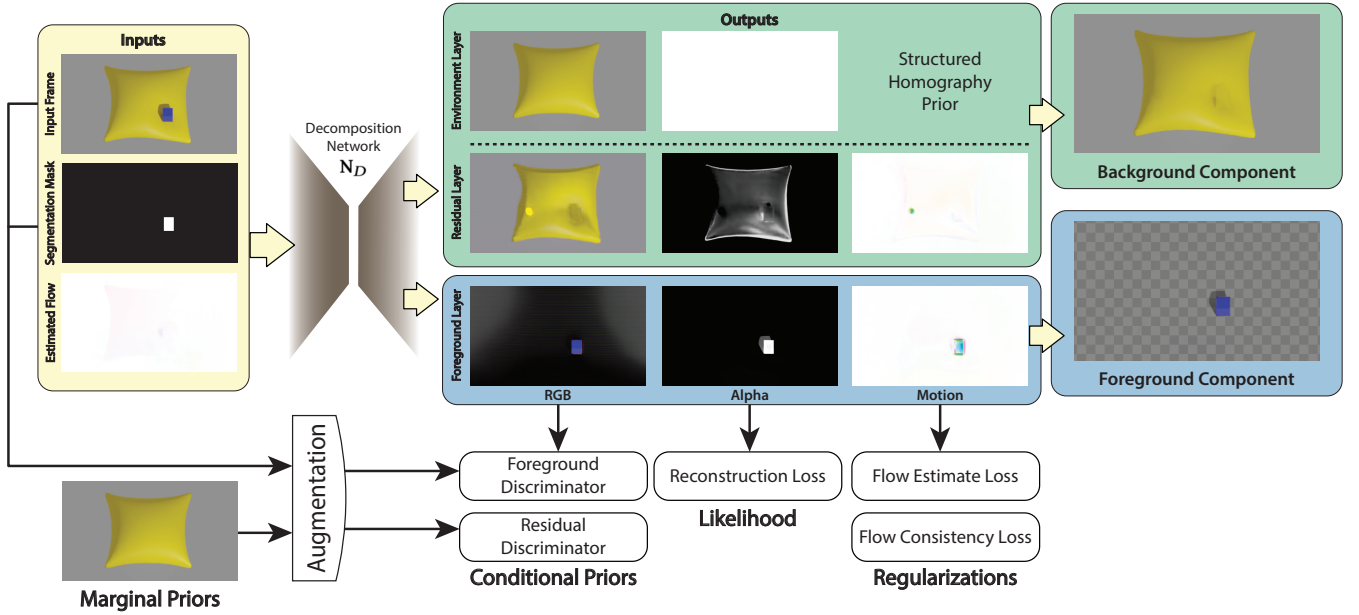 Inputs
Input Frame
Segmentation Mask
Estimated Flow
Decomposition
Network
N_D
Outputs
Environment Layer
Structured
Homography
Prior
Residual Layer
Foreground Layer
RGB
Alpha
Motion
Background Component
Foreground Component
Augmentation
Foreground
Discriminator
Residual
Discriminator
Conditional Priors
Reconstruction Loss
Likelihood
Flow Estimate Loss
Flow Consistency Loss
Regularizations
Marginal Priors